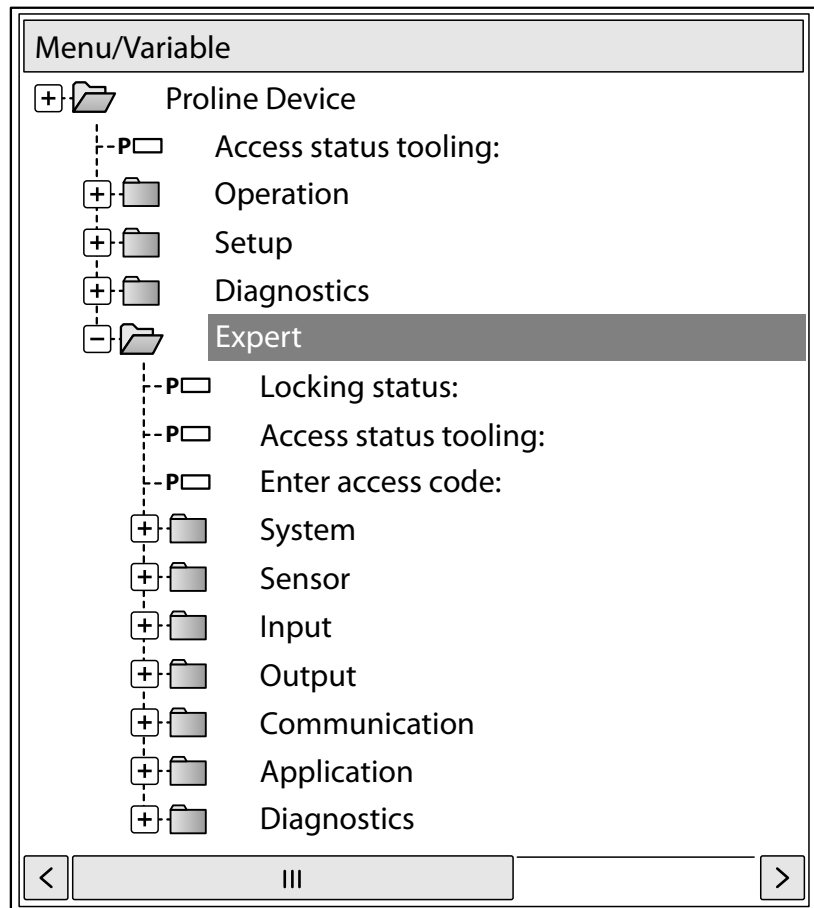 Menu/Variable
Proline Device
P Access status tooling:
Operation
Setup
Diagnostics
Expert
P Locking status:
P Access status tooling:
P Enter access code:
System
Sensor
Input
Output
Communication
Application
Diagnostics